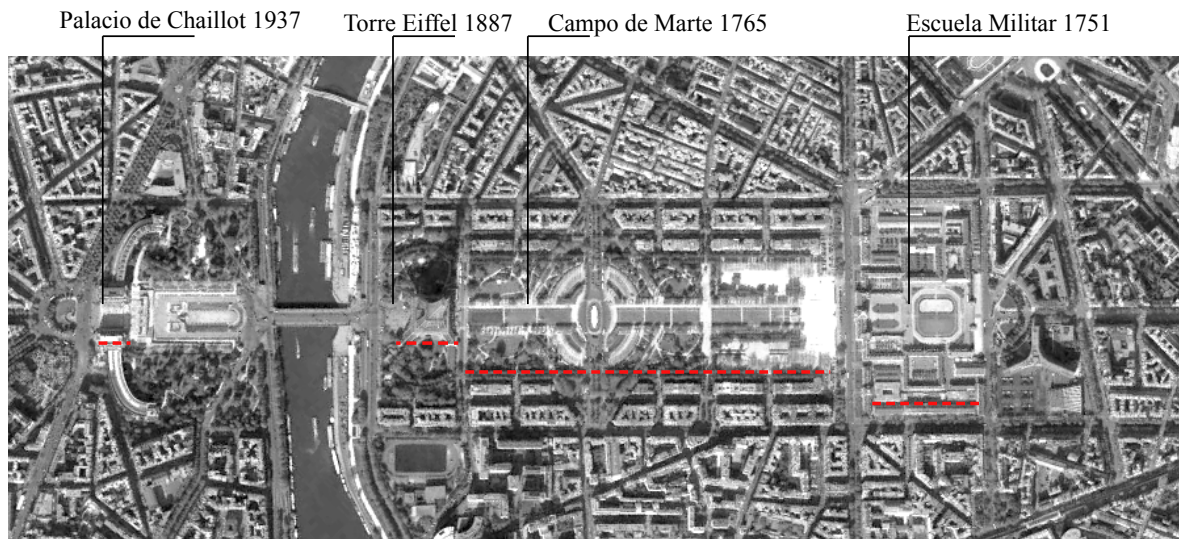 Palacio de Chaillot 1937
Torre Eiffel 1887
Campo de Marte 1765
Escuela Militar 1751